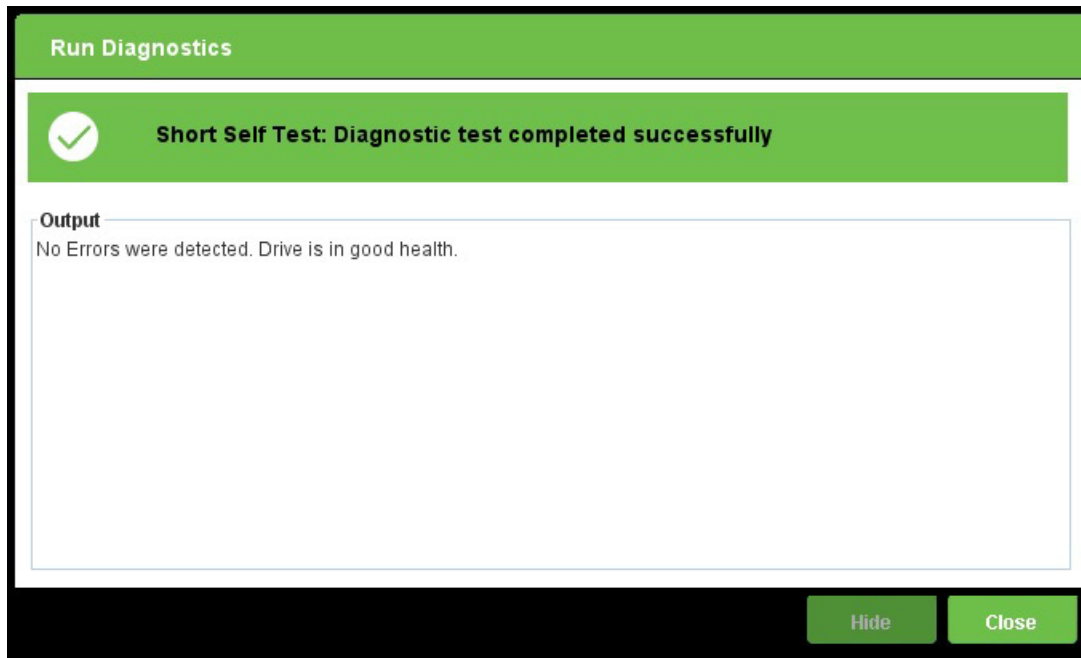 Run Diagnostics
Short Self Test: Diagnostic test completed successfully
Output
No Errors were detected. Drive is in good health.
Hide
Close